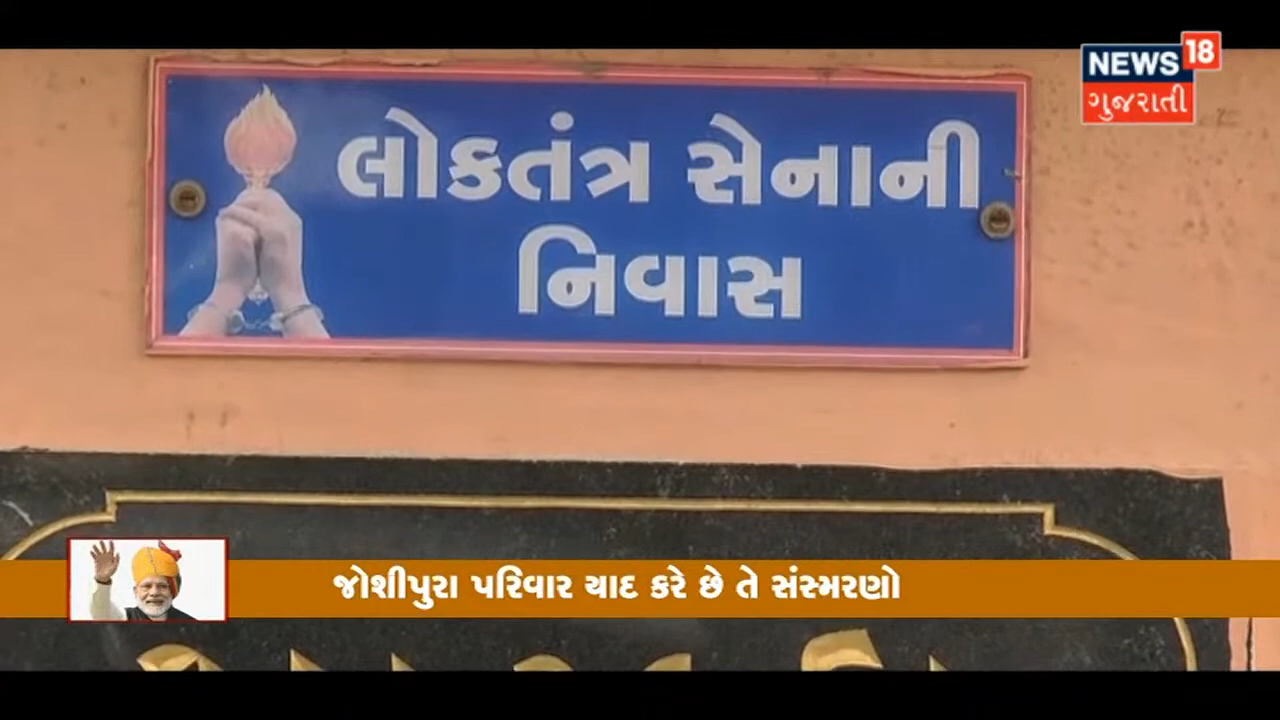 NEWS 18
ગુજરાતી
લોકતંત્ર સેનાની
નિવાસ
જોશીપુરા પરિવાર યાદ કરે છે તે સંસ્મરણો